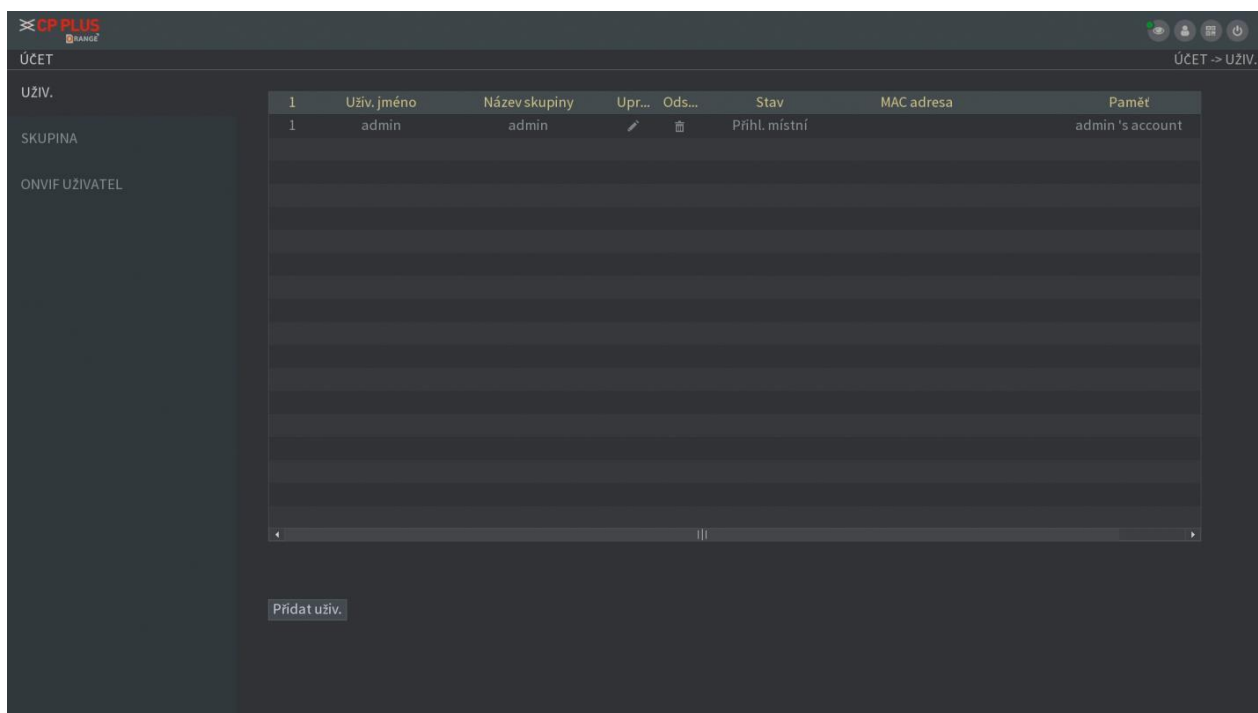 CP PLUS
ORANGE
ÚČET
ÚČET -> UŽIV.
UŽIV.
SKUPINA
ONVIF UŽIVATEL
1 Uživ. jméno Název skupiny Upr... Ods... Stav MAC adresa Paměť
1 admin admin Přihl. místní admin 's account
Přidat uživ.